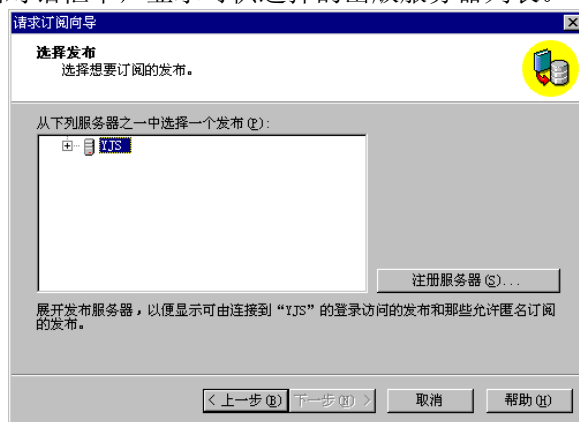 请求订阅向导
选择发布
选择想要订阅的发布。
从下列服务器之一中选择一个发布(P):
YJS
注册服务器(S)...
展开发布服务器，以便显示可由连接到“YJS”的登录访问的发布和那些允许匿名订阅
的发布。
< 上一步(B) 下一步(N) > 取消 帮助(H)